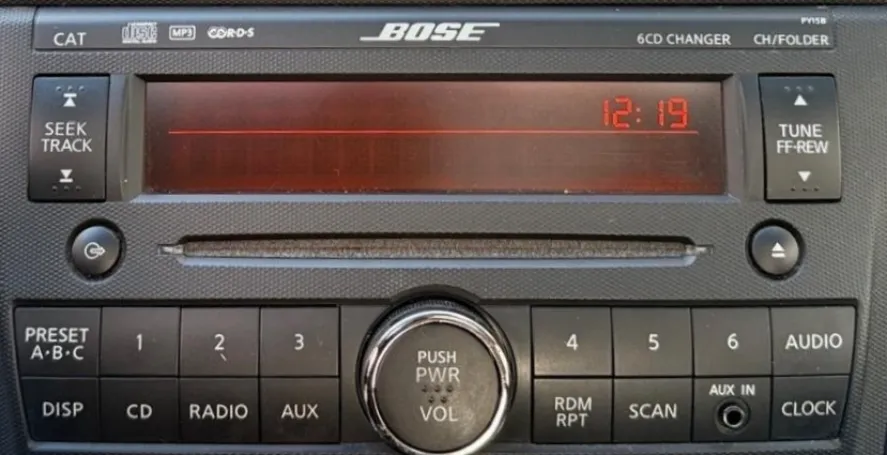 PY15B
CAT
MP3
R·D·S
BOSE
6CD CHANGER
CH/FOLDER
12:19
SEEK
TRACK
TUNE
FF·REW
PRESET
A·B·C
1
2
3
PUSH
PWR
VOL
4
5
6
AUDIO
DISP
CD
RADIO
AUX
RDM
RPT
SCAN
AUX IN
CLOCK